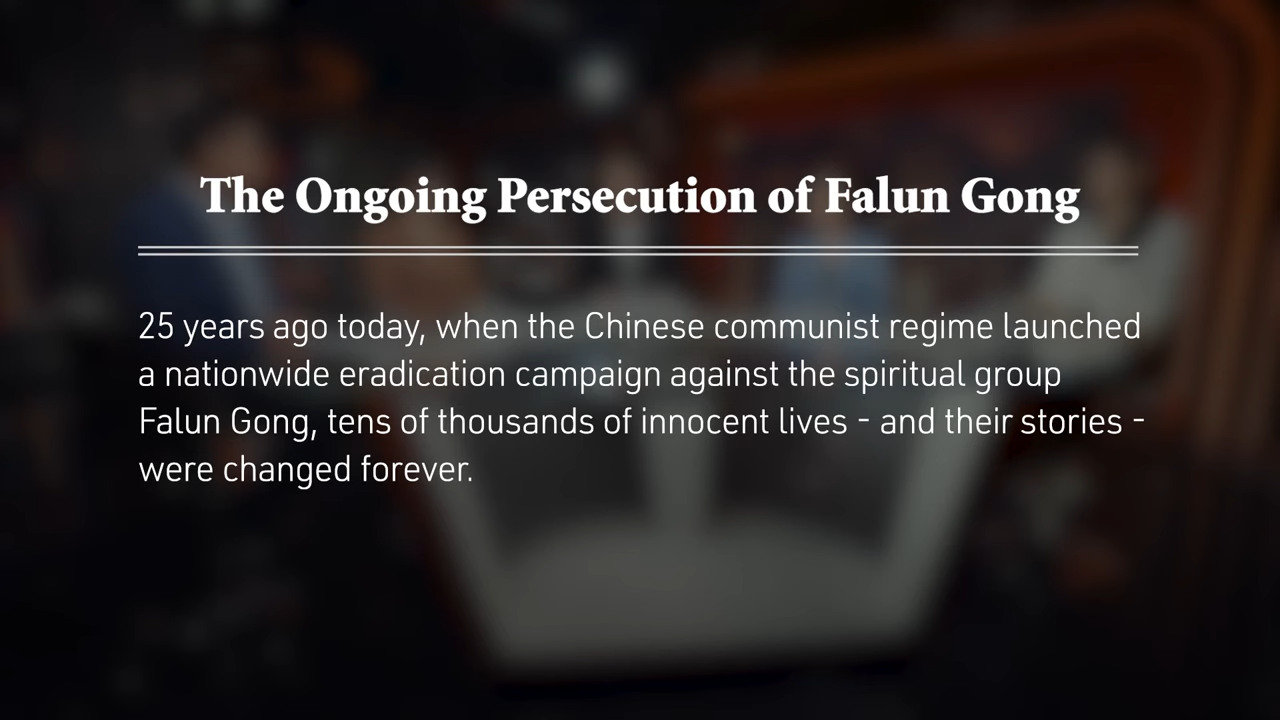 The Ongoing Persecution of Falun Gong
25 years ago today, when the Chinese communist regime launched
a nationwide eradication campaign against the spiritual group
Falun Gong, tens of thousands of innocent lives - and their stories -
were changed forever.